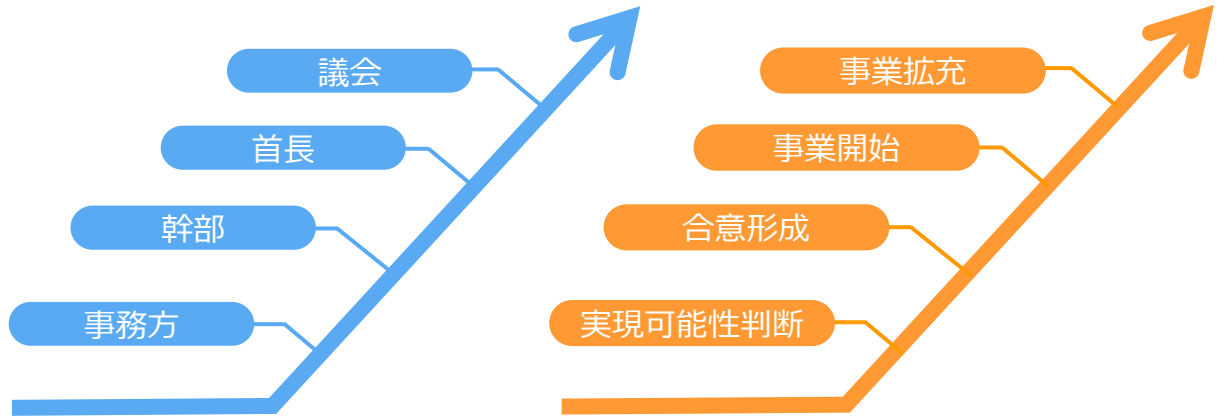 議会
首長
幹部
事務方
事業拡充
事業開始
合意形成
実現可能性判断